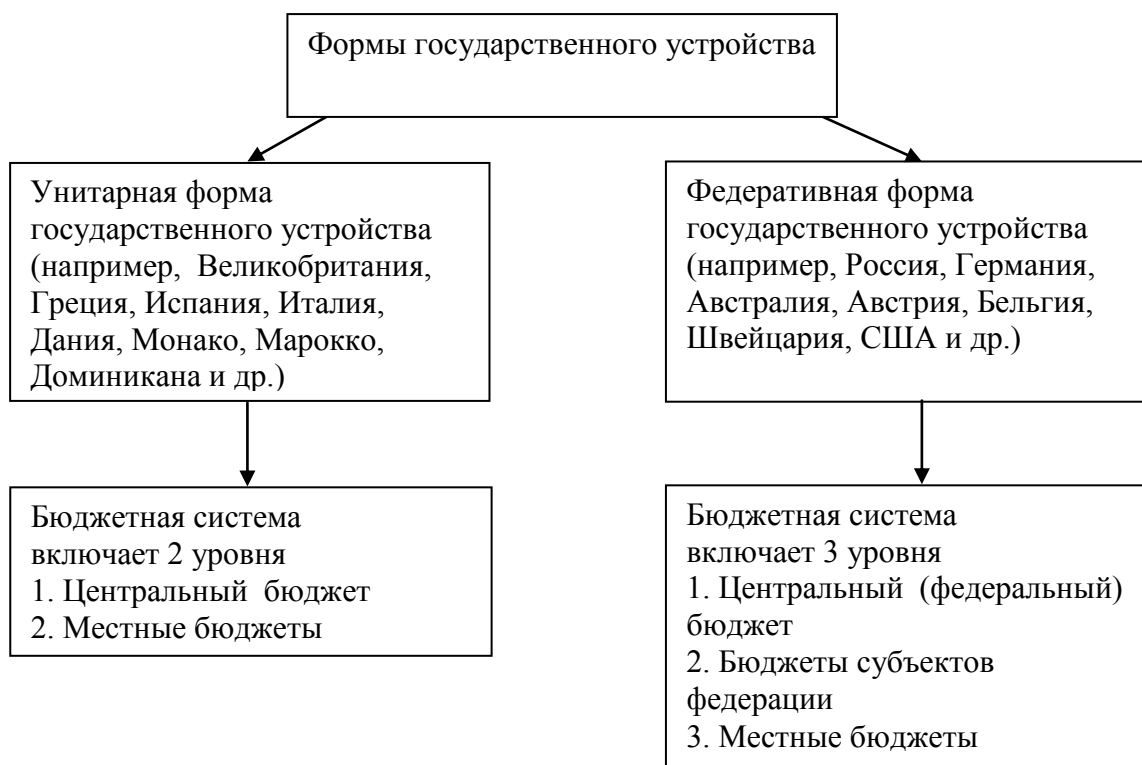 Формы государственного устройства
Унитарная форма
государственного устройства
(например, Великобритания,
Греция, Испания, Италия,
Дания, Монако, Марокко,
Доминикана и др.)
Федеративная форма
государственного устройства
(например, Россия, Германия,
Австралия, Австрия, Бельгия,
Швейцария, США и др.)
Бюджетная система
включает 2 уровня
1. Центральный бюджет
2. Местные бюджеты
Бюджетная система
включает 3 уровня
1. Центральный (федеральный)
бюджет
2. Бюджеты субъектов
федерации
3. Местные бюджеты